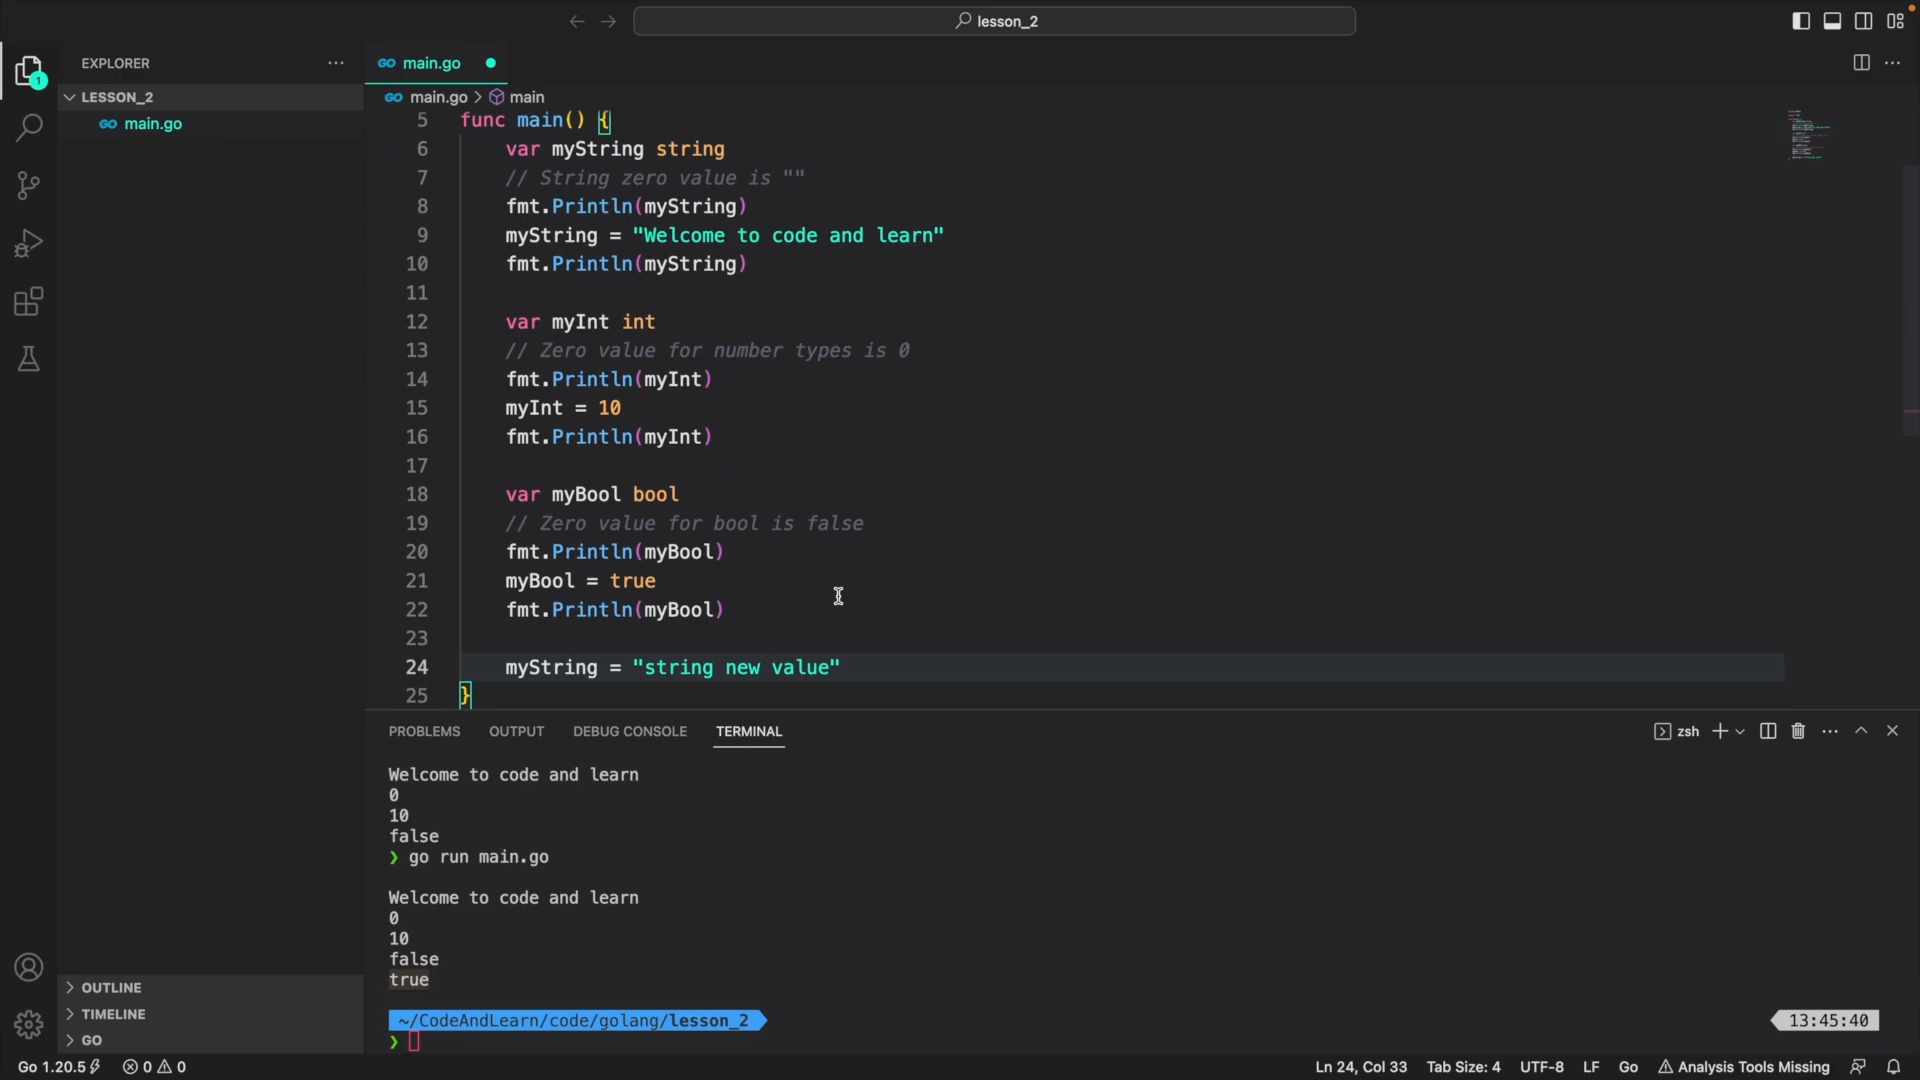 lesson_2
EXPLORER
main.go
LESSON_2
main.go
1
main.go > main
5 func main() {
6 var myString string
7 // String zero value is ""
8 fmt.Println(myString)
9 myString = "Welcome to code and learn"
10 fmt.Println(myString)
11
12 var myInt int
13 // Zero value for number types is 0
14 fmt.Println(myInt)
15 myInt = 10
16 fmt.Println(myInt)
17
18 var myBool bool
19 // Zero value for bool is false
20 fmt.Println(myBool)
21 myBool = true
22 fmt.Println(myBool)
23
24 myString = "string new value"
25 }
PROBLEMS OUTPUT DEBUG CONSOLE TERMINAL
zsh
Welcome to code and learn
0
10
false
❯ go run main.go
Welcome to code and learn
0
10
false
true
~/CodeAndLearn/code/golang/lesson_2
13:45:40
❯
OUTLINE
TIMELINE
GO
Go 1.20.5 0 0 Ln 24, Col 33 Tab Size: 4 UTF-8 LF Go Analysis Tools Missing